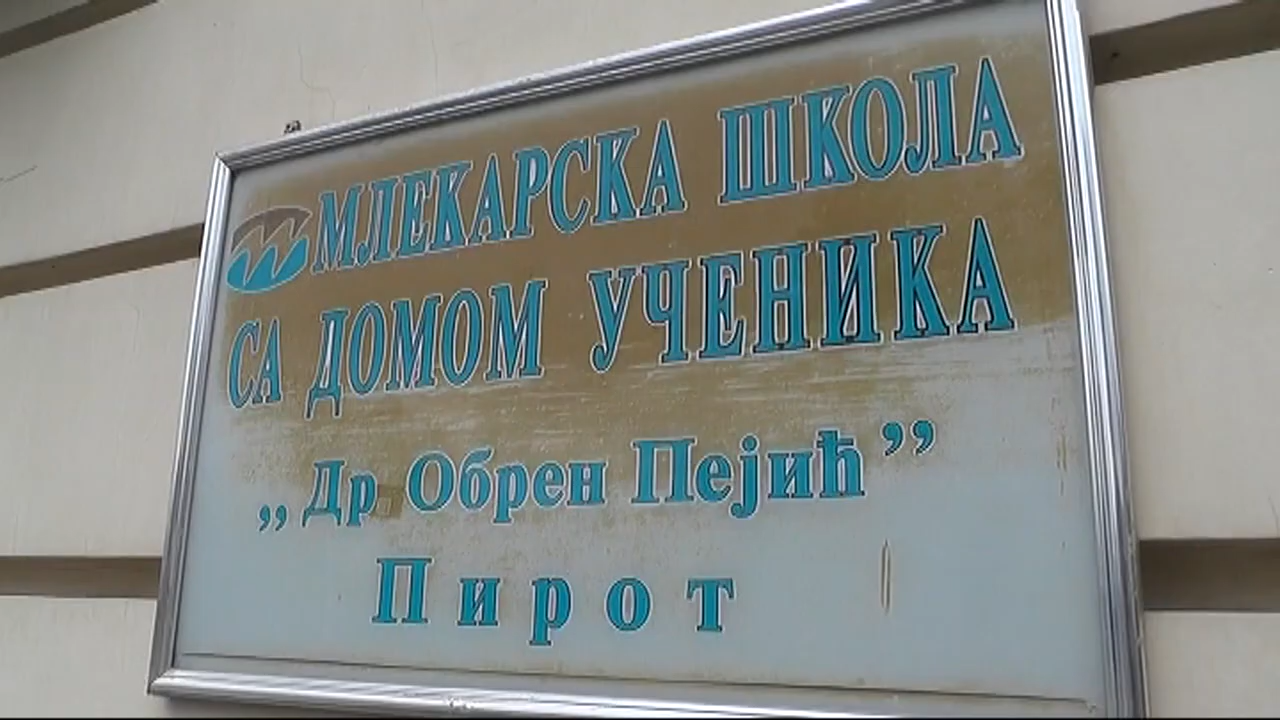 МЛЕКАРСКА ШКОЛА
СА ДОМОМ УЧЕНИКА
,,Др Обрен Пејић’’
Пирот